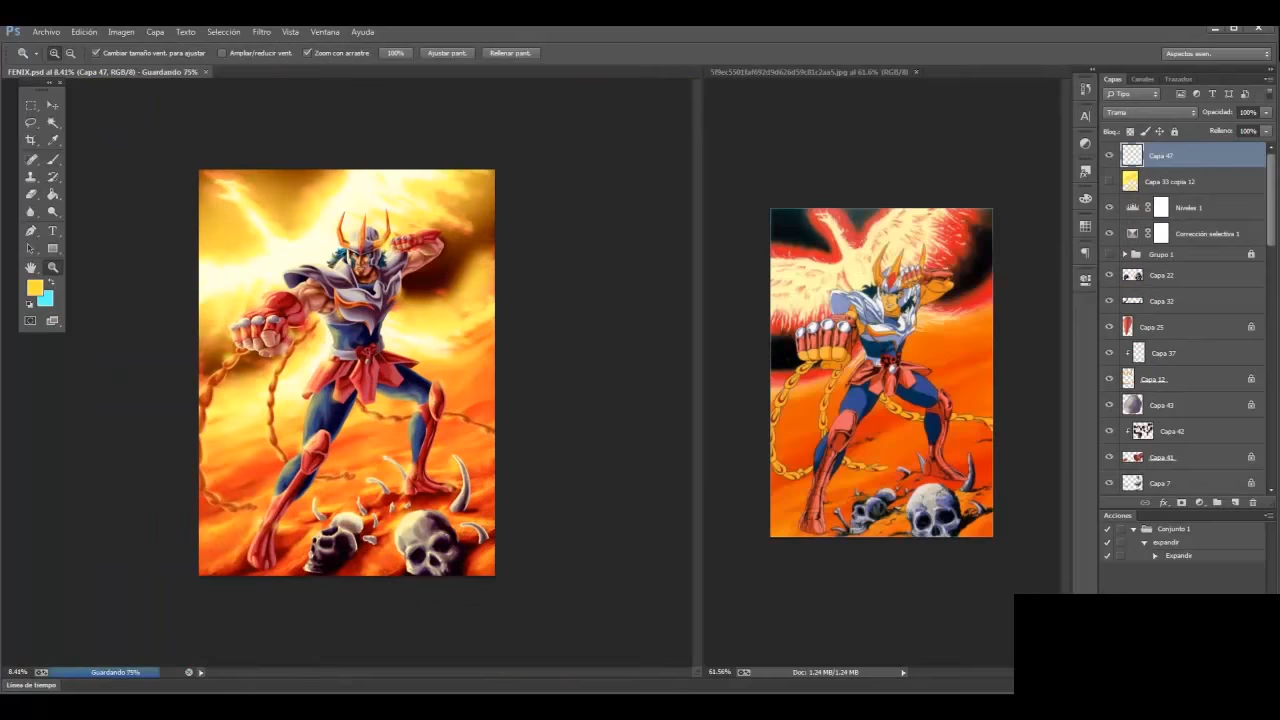 Ps Archivo Edición Imagen Capa Texto Selección Filtro Vista Ventana Ayuda
Cambiar tamaño vent. para ajustar Ampliar/reducir vent. Zoom con arrastre 100% Ajustar pant. Rellenar pant. Aspectos esen.
FENIX.psd al 8.41% (Capa 47, RGB/8) - Guardando 75% ×
Capas Canales Trazados
Tipo
Trama Opacidad: 100%
Bloq.: Relleno: 100%
Capa 47
Capa 33 copia 12
Niveles 1
Corrección selectiva 1
Grupo 1
Capa 22
Capa 32
Capa 25
Capa 37
Capa 12
Capa 43
Capa 42
Capa 41
Capa 7
fx
Acciones
Conjunto 1
expandir
Expandir
8.41% Guardando 75% 61.56% Doc: 1.24 MB/1.24 MB
Línea de tiempo